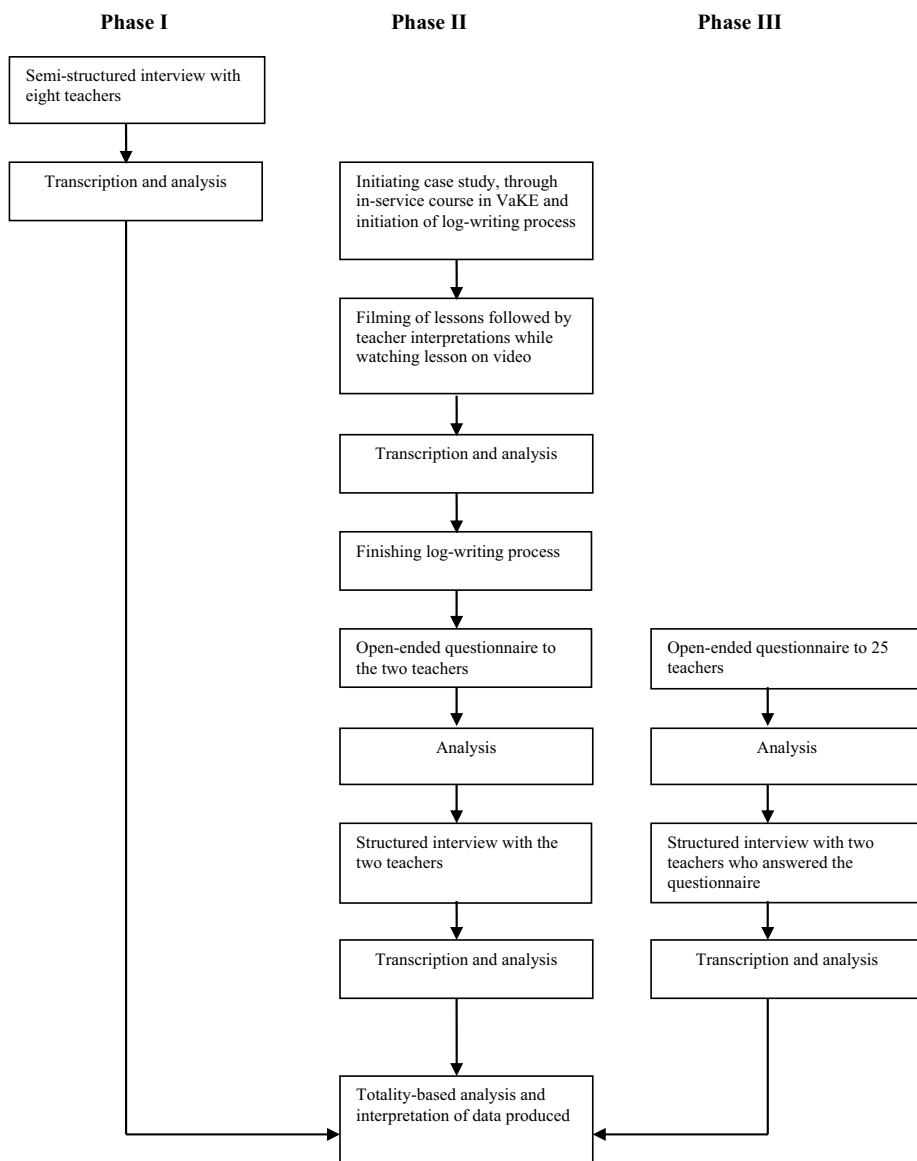 Phase I
Phase II
Phase III
Semi-structured interview with
eight teachers
Transcription and analysis
Initiating case study, through
in-service course in VaKE and
initiation of log-writing process
Filming of lessons followed by
teacher interpretations while
watching lesson on video
Transcription and analysis
Finishing log-writing process
Open-ended questionnaire to
the two teachers
Analysis
Structured interview with the
two teachers
Transcription and analysis
Open-ended questionnaire to 25
teachers
Analysis
Structured interview with two
teachers who answered the
questionnaire
Transcription and analysis
Totality-based analysis and
interpretation of data produced